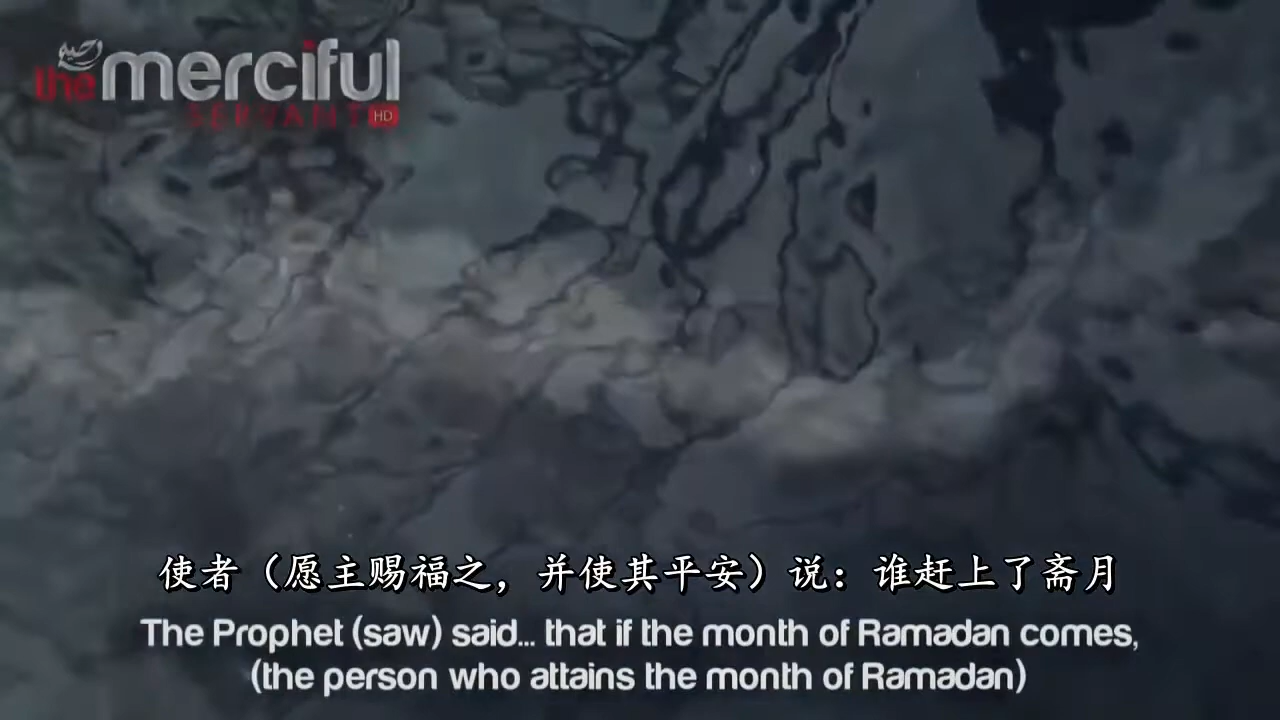 the merciful
SERVANT HD
使者（愿主赐福之，并使其平安）说：谁赶上了斋月
The Prophet (saw) said... that if the month of Ramadan comes,
(the person who attains the month of Ramadan)